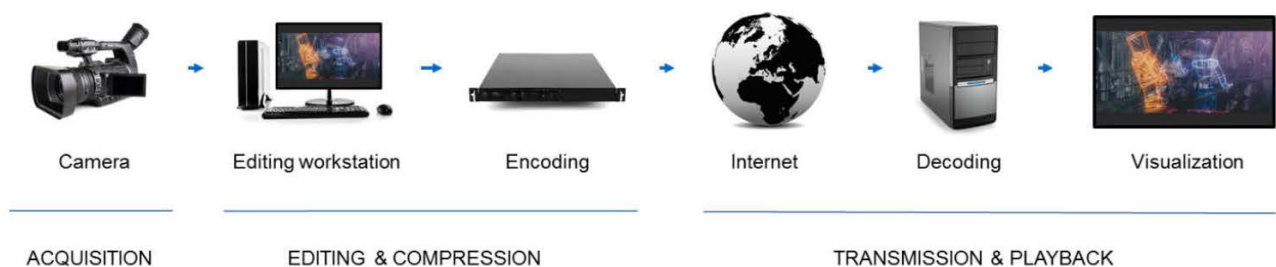 Camera
Editing workstation
Encoding
Internet
Decoding
Visualization
ACQUISITION
EDITING & COMPRESSION
TRANSMISSION & PLAYBACK